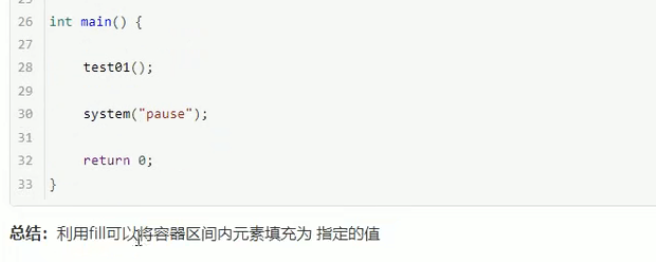 26 int main() {
27
28 test01();
29
30 system("pause");
31
32 return 0;
33 }
总结：利用fill可以将容器区间内元素填充为 指定的值